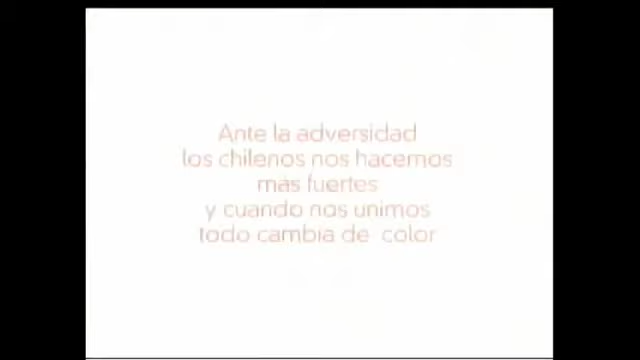 Ante la adversidad
los chilenos nos hacemos
más fuertes
y cuando nos unimos
todo cambia de color